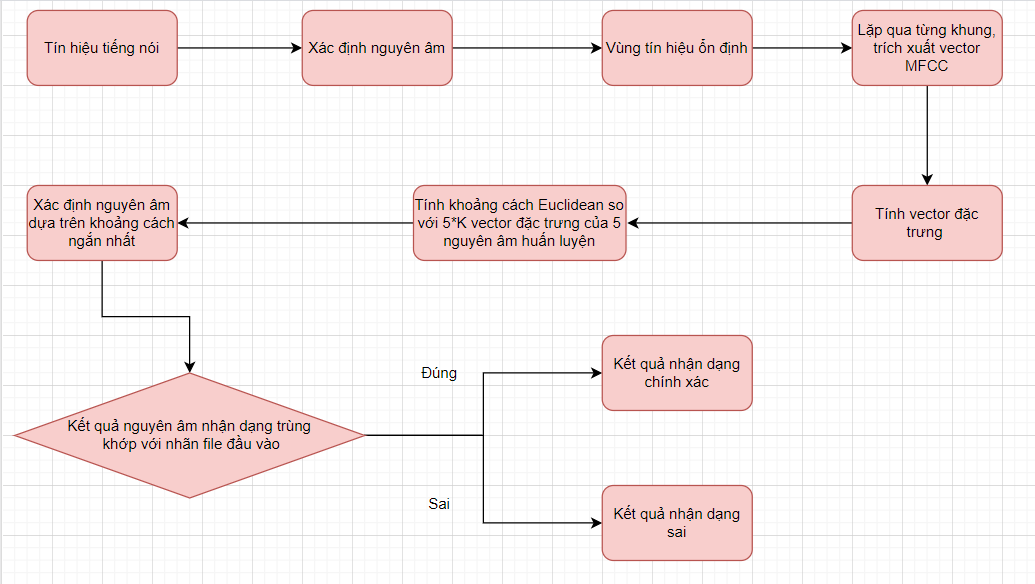 Tín hiệu tiếng nói
Xác định nguyên âm
Vùng tín hiệu ổn định
Lặp qua từng khung,
trích xuất vector
MFCC
Tính vector đặc
trưng
Tính khoảng cách Euclidean so
với 5*K vector đặc trưng của 5
nguyên âm huấn luyện
Xác định nguyên âm
dựa trên khoảng cách
ngắn nhất
Kết quả nguyên âm nhận dạng trùng
khớp với nhãn file đầu vào
Đúng
Kết quả nhận dạng
chính xác
Sai
Kết quả nhận dạng
sai